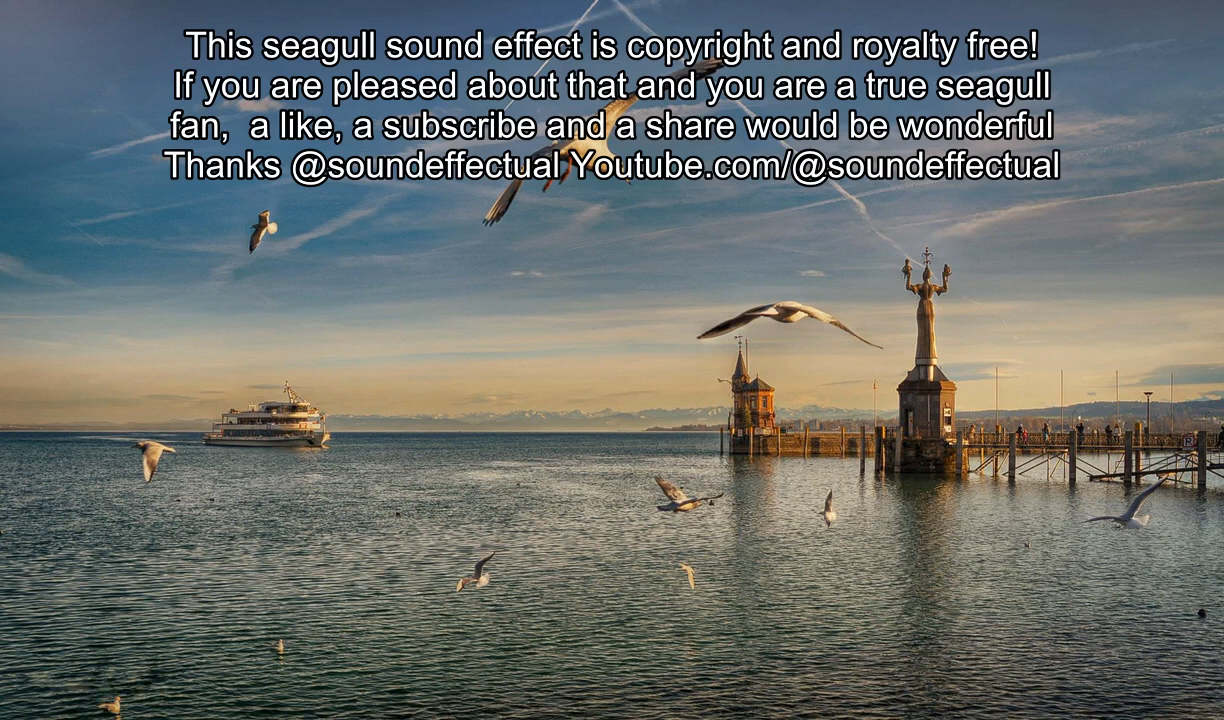 This seagull sound effect is copyright and royalty free!
If you are pleased about that and you are a true seagull
fan,  a like, a subscribe and a share would be wonderful
Thanks @soundeffectual Youtube.com/@soundeffectual